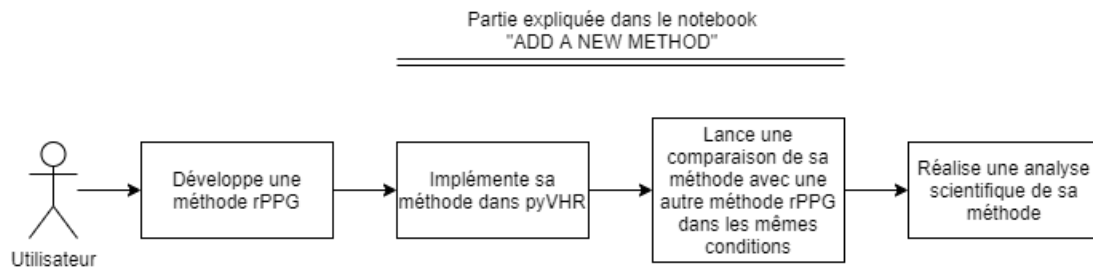 Partie expliquée dans le notebook
"ADD A NEW METHOD"
Utilisateur
Développe une
méthode rPPG
Implémente sa
méthode dans pyVHR
Lance une
comparaison de sa
méthode avec une
autre méthode rPPG
dans les mêmes
conditions
Réalise une analyse
scientifique de sa
méthode